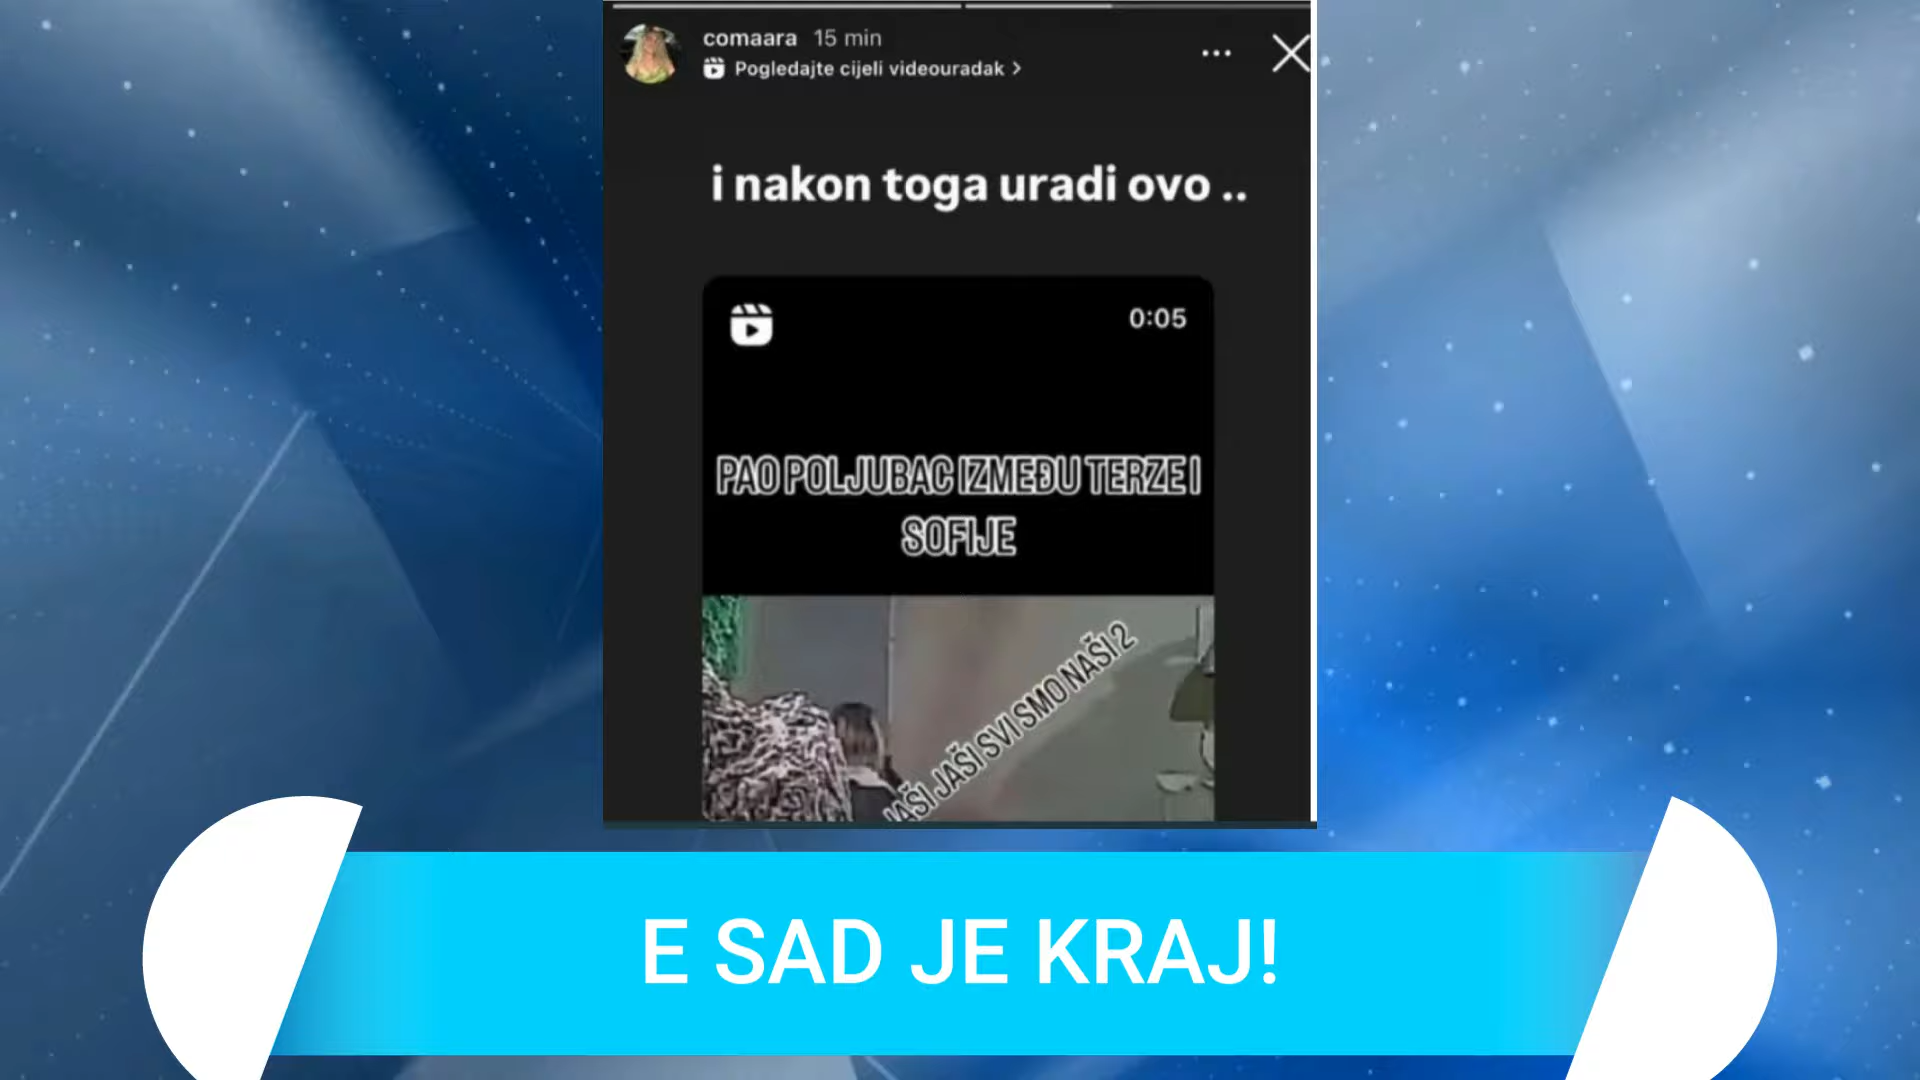 comaara 15 min
Pogledajte cijeli videouradak >
i nakon toga uradi ovo ..
0:05
PAO POLJUBAC IZMEĐU TERZE I
SOFIJE
JAŠI JAŠI SVI SMO NAŠI 2
E SAD JE KRAJ!